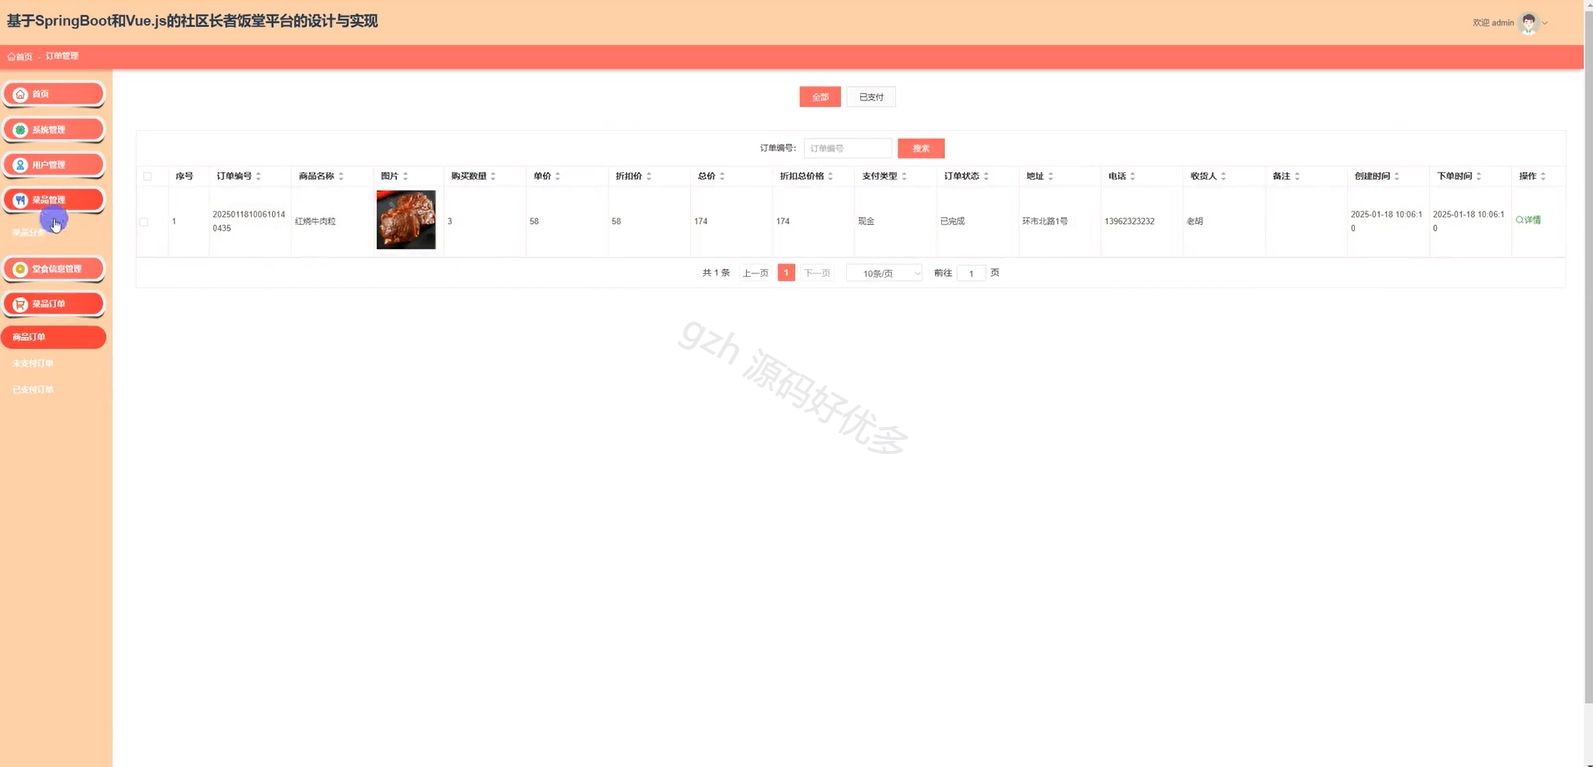 基于SpringBoot和Vue.js的社区长者饭堂平台的设计与实现
欢迎 admin
首页 - 订单管理
首页
系统管理
用户管理
菜品管理
菜品分类
堂食信息管理
菜品订单
商品订单
未支付订单
已支付订单
全部 已支付
订单编号: 订单编号 搜索
序号 订单编号 商品名称 图片 购买数量 单价 折扣价 总价 折扣总价格 支付类型 订单状态 地址 电话 收货人 备注 创建时间 下单时间 操作
1 2025011810061014 红烧牛肉粒 3 58 58 174 174 现金 已完成 环市北路1号 13962323232 老胡 2025-01-18 10:06:1 2025-01-18 10:06:1 详情
0435 0 0
共 1 条 上一页 1 下一页 10条/页 前往 1 页
gzh 源码好优多